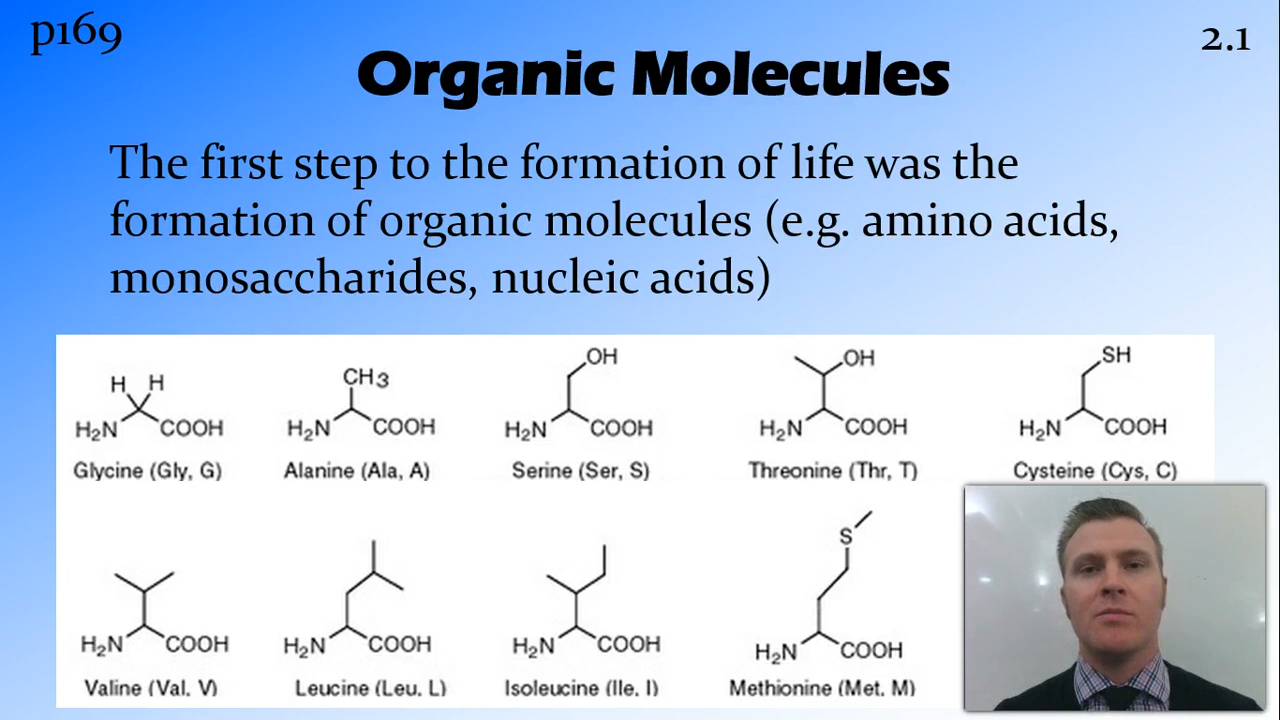 p169
2.1
Organic Molecules
The first step to the formation of life was the
formation of organic molecules (e.g. amino acids,
monosaccharides, nucleic acids)
H H
H2N COOH
Glycine (Gly, G)
CH3
H2N COOH
Alanine (Ala, A)
OH
H2N COOH
Serine (Ser, S)
OH
H2N COOH
Threonine (Thr, T)
SH
H2N COOH
Cysteine (Cys, C)
H2N COOH
Valine (Val, V)
H2N COOH
Leucine (Leu, L)
H2N COOH
Isoleucine (Ile, I)
S
H2N COOH
Methionine (Met, M)